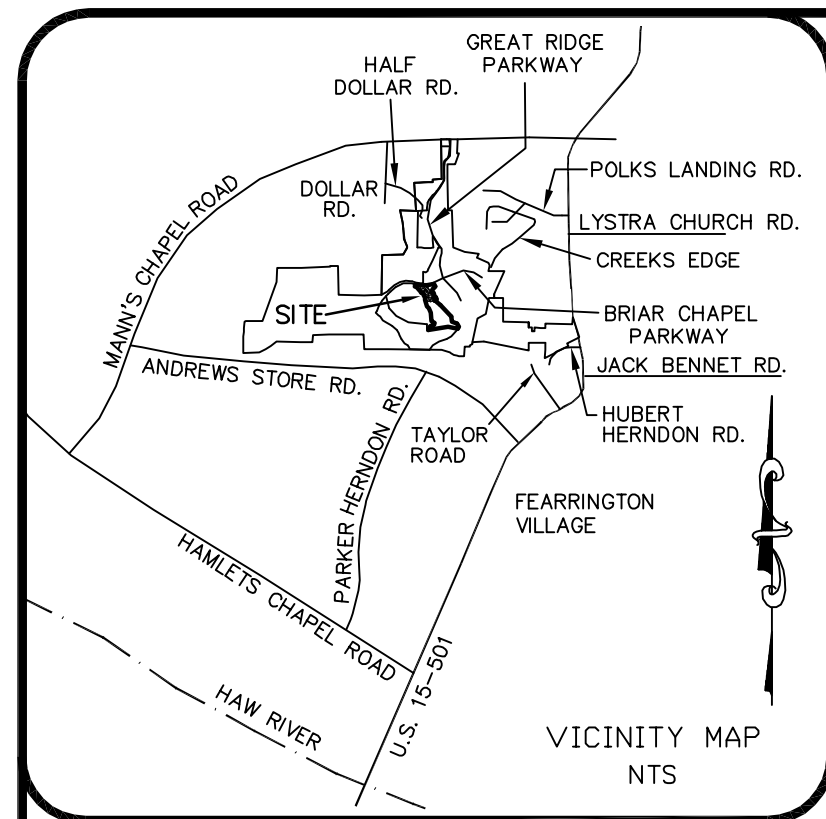 GREAT RIDGE
PARKWAY
HALF
DOLLAR RD.
POLKS LANDING RD.
DOLLAR
RD.
LYSTRA CHURCH RD.
MANN'S CHAPEL ROAD
CREEKS EDGE
SITE
BRIAR CHAPEL
PARKWAY
ANDREWS STORE RD.
JACK BENNET RD.
PARKER HERNDON RD.
TAYLOR
ROAD
HUBERT
HERNDON RD.
FEARRINGTON
VILLAGE
HAMLETS CHAPEL ROAD
U.S. 15-501
HAW RIVER
VICINITY MAP
NTS